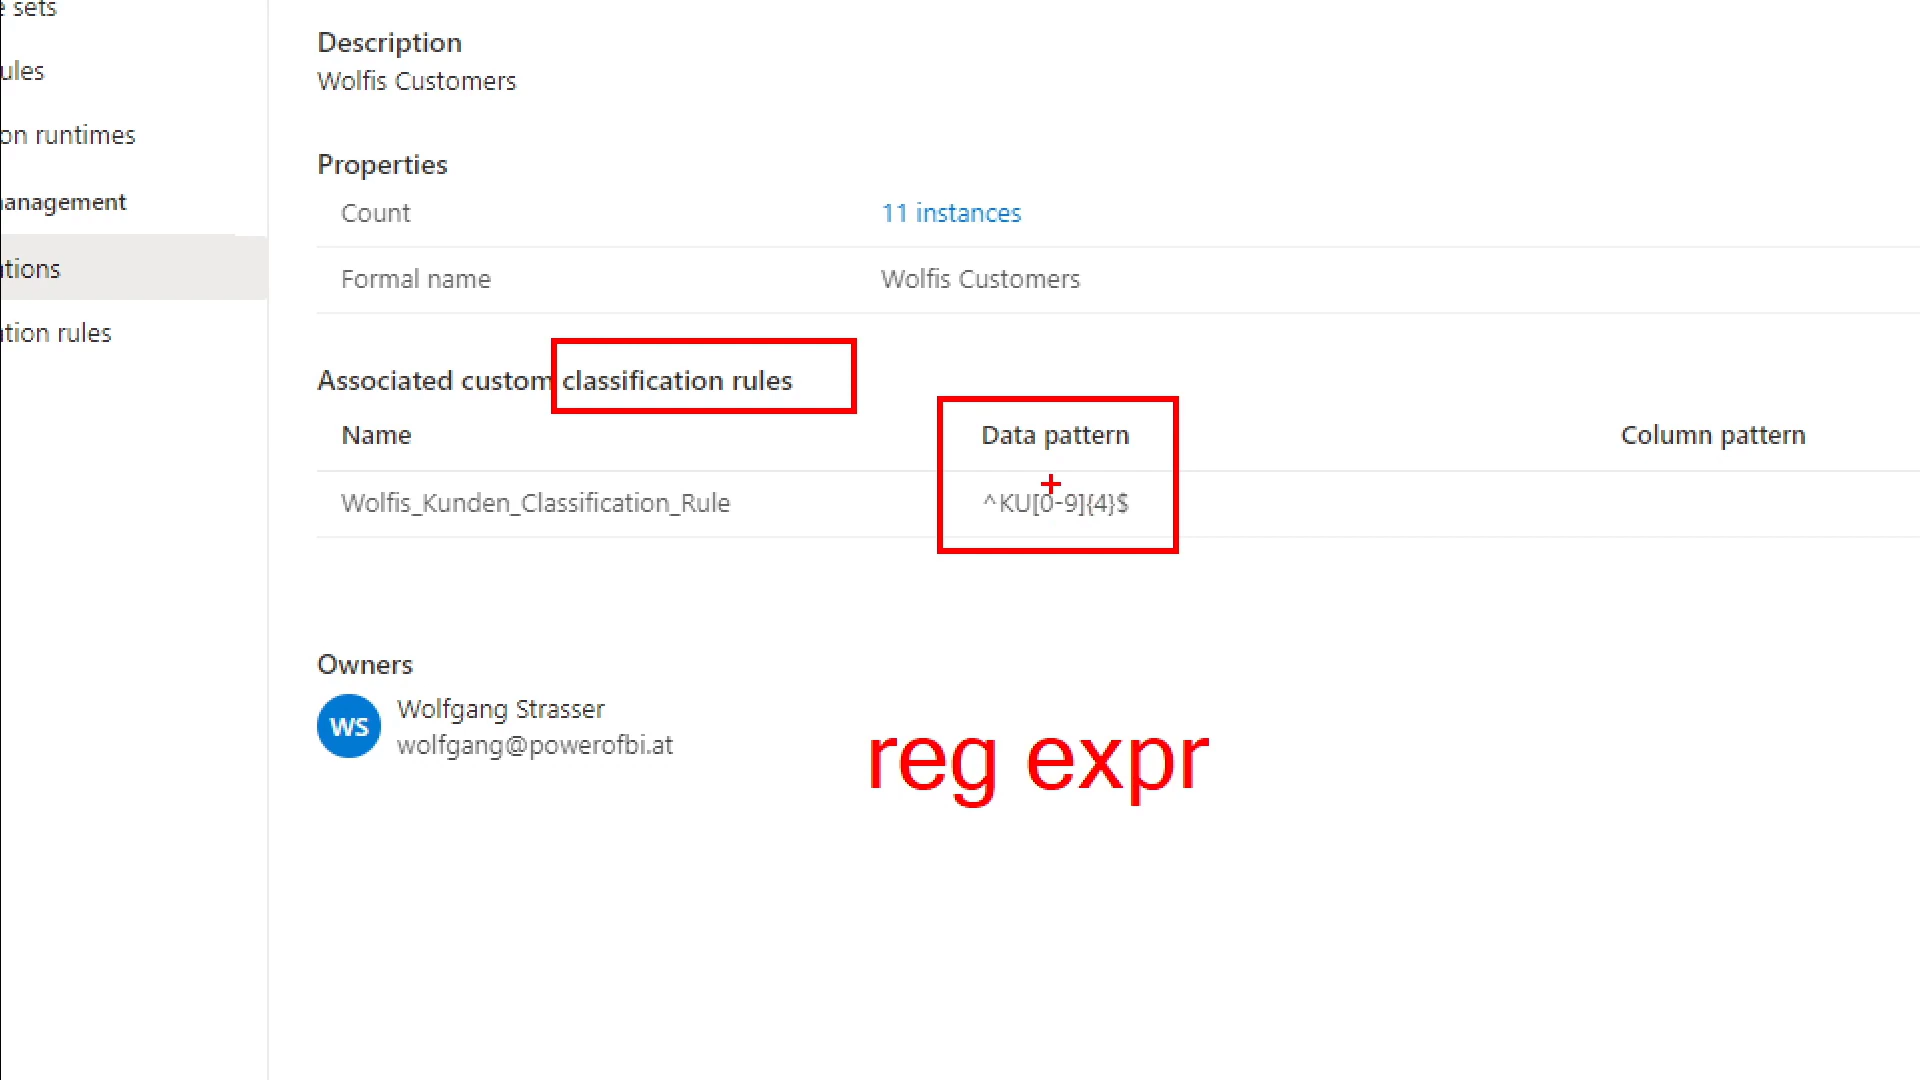 sets
ules
on runtimes
management
tions
tion rules
Description
Wolfis Customers
Properties
Count 11 instances
Formal name Wolfis Customers
Associated custom classification rules
Name Data pattern Column pattern
Wolfis_Kunden_Classification_Rule ^KU[0-9]{4}$
Owners
WS
Wolfgang Strasser
wolfgang@powerofbi.at
reg expr